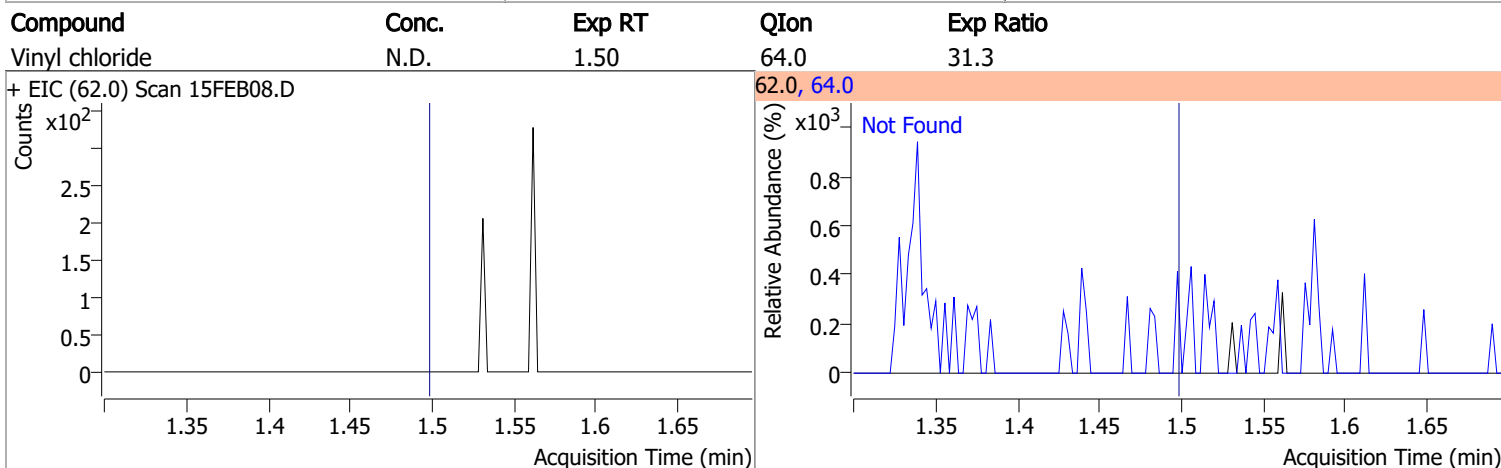 Compound Conc. Exp RT QIon Exp Ratio
Vinyl chloride N.D. 1.50 64.0 31.3
+ EIC (62.0) Scan 15FEB08.D
Counts
x10²
2.5
2
1.5
1
0.5
0
1.35 1.4 1.45 1.5 1.55 1.6 1.65
Acquisition Time (min)
62.0, 64.0
Relative Abundance (%)
x10³
Not Found
0.8
0.6
0.4
0.2
0
1.35 1.4 1.45 1.5 1.55 1.6 1.65
Acquisition Time (min)